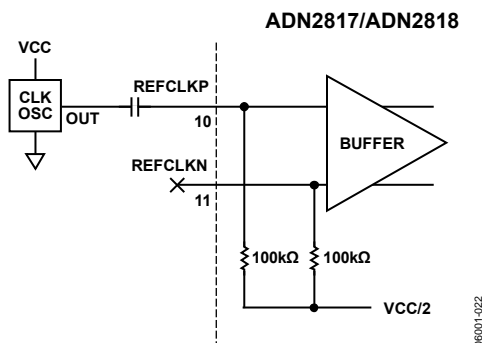 ADN2817/ADN2818
VCC
CLK
OSC
OUT
REFCLKP
10
BUFFER
REFCLKN
11
100kΩ
100kΩ
VCC/2
06001-022